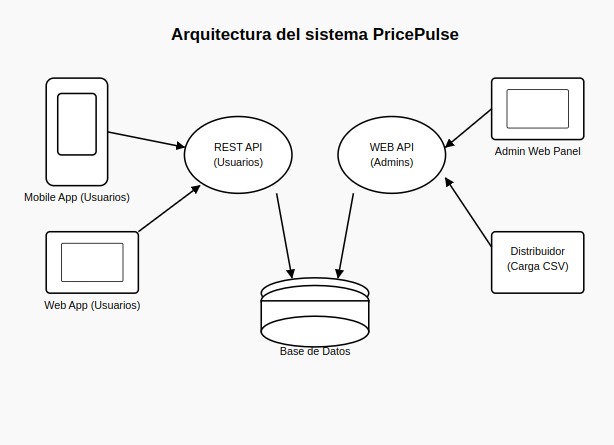 Arquitectura del sistema PricePulse
REST API
(Usuarios)
WEB API
(Admins)
Admin Web Panel
Mobile App (Usuarios)
Distribuidor
(Carga CSV)
Web App (Usuarios)
Base de Datos